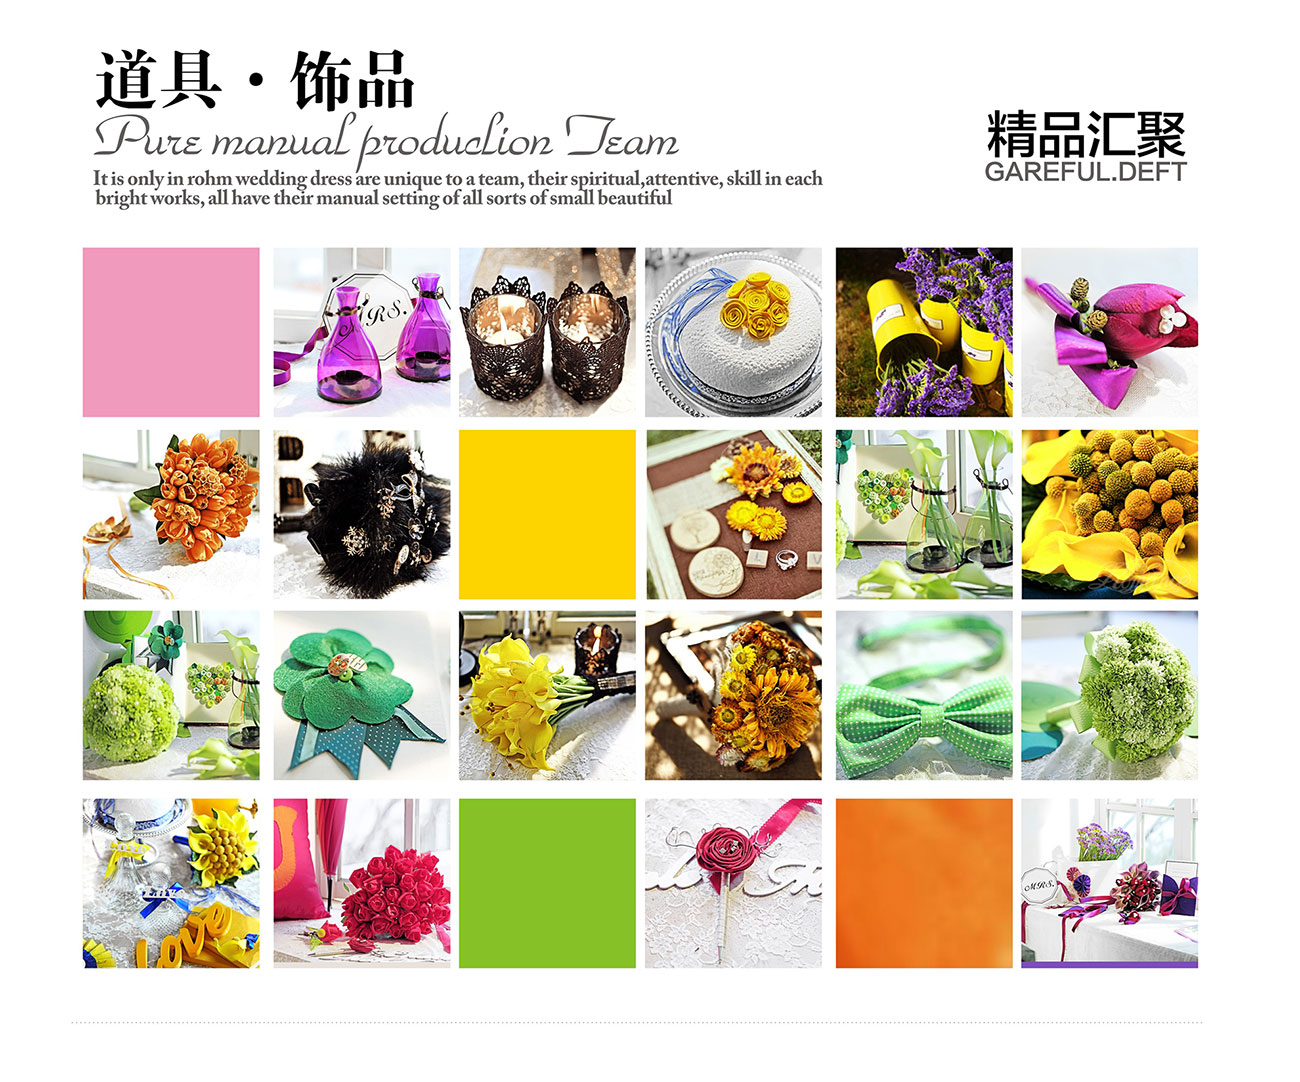 道具·饰品
Pure manual production Team
It is only in rohm wedding dress are unique to a team, their spiritual,attentive, skill in each
bright works, all have their manual setting of all sorts of small beautiful
精品汇聚
GAREFUL.DEFT
MRS.
L
V
LOVE
love
MRS.